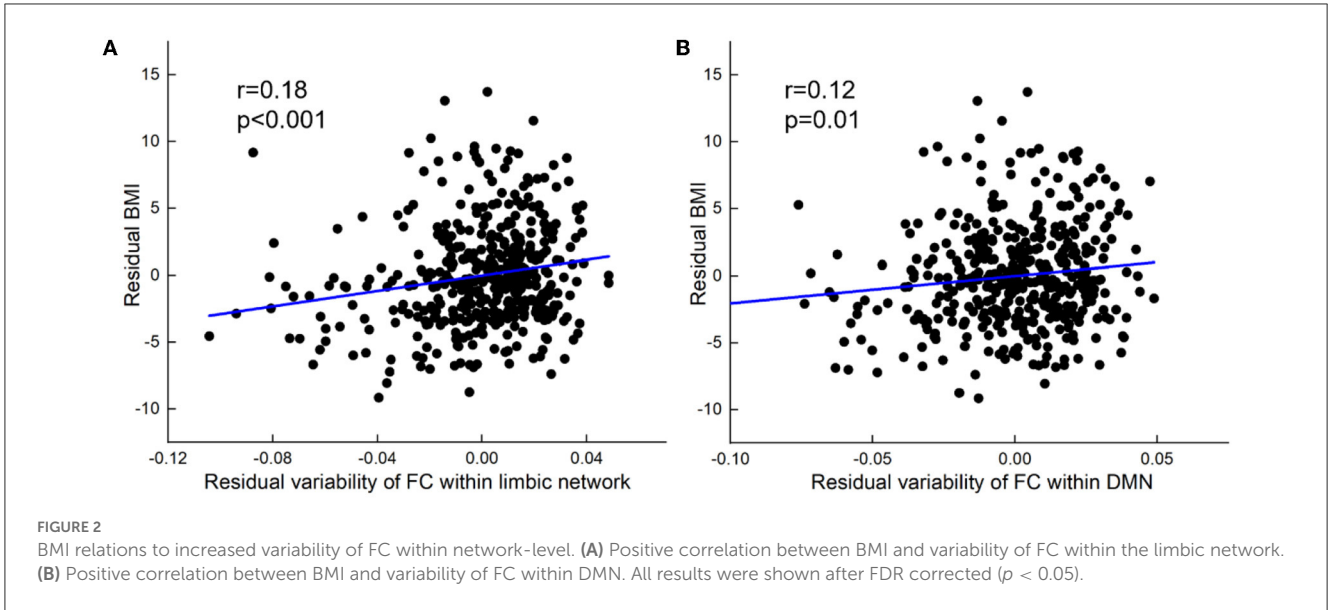 A
r=0.18
p<0.001
15
10
5
0
-5
-10
Residual BMI
-0.12
-0.08
-0.04
0.00
0.04
Residual variability of FC within limbic network
B
r=0.12
p=0.01
15
10
5
0
-5
-10
Residual BMI
-0.10
-0.05
0.00
0.05
Residual variability of FC within DMN
FIGURE 2
BMI relations to increased variability of FC within network-level. (A) Positive correlation between BMI and variability of FC within the limbic network.
(B) Positive correlation between BMI and variability of FC within DMN. All results were shown after FDR corrected (p < 0.05).